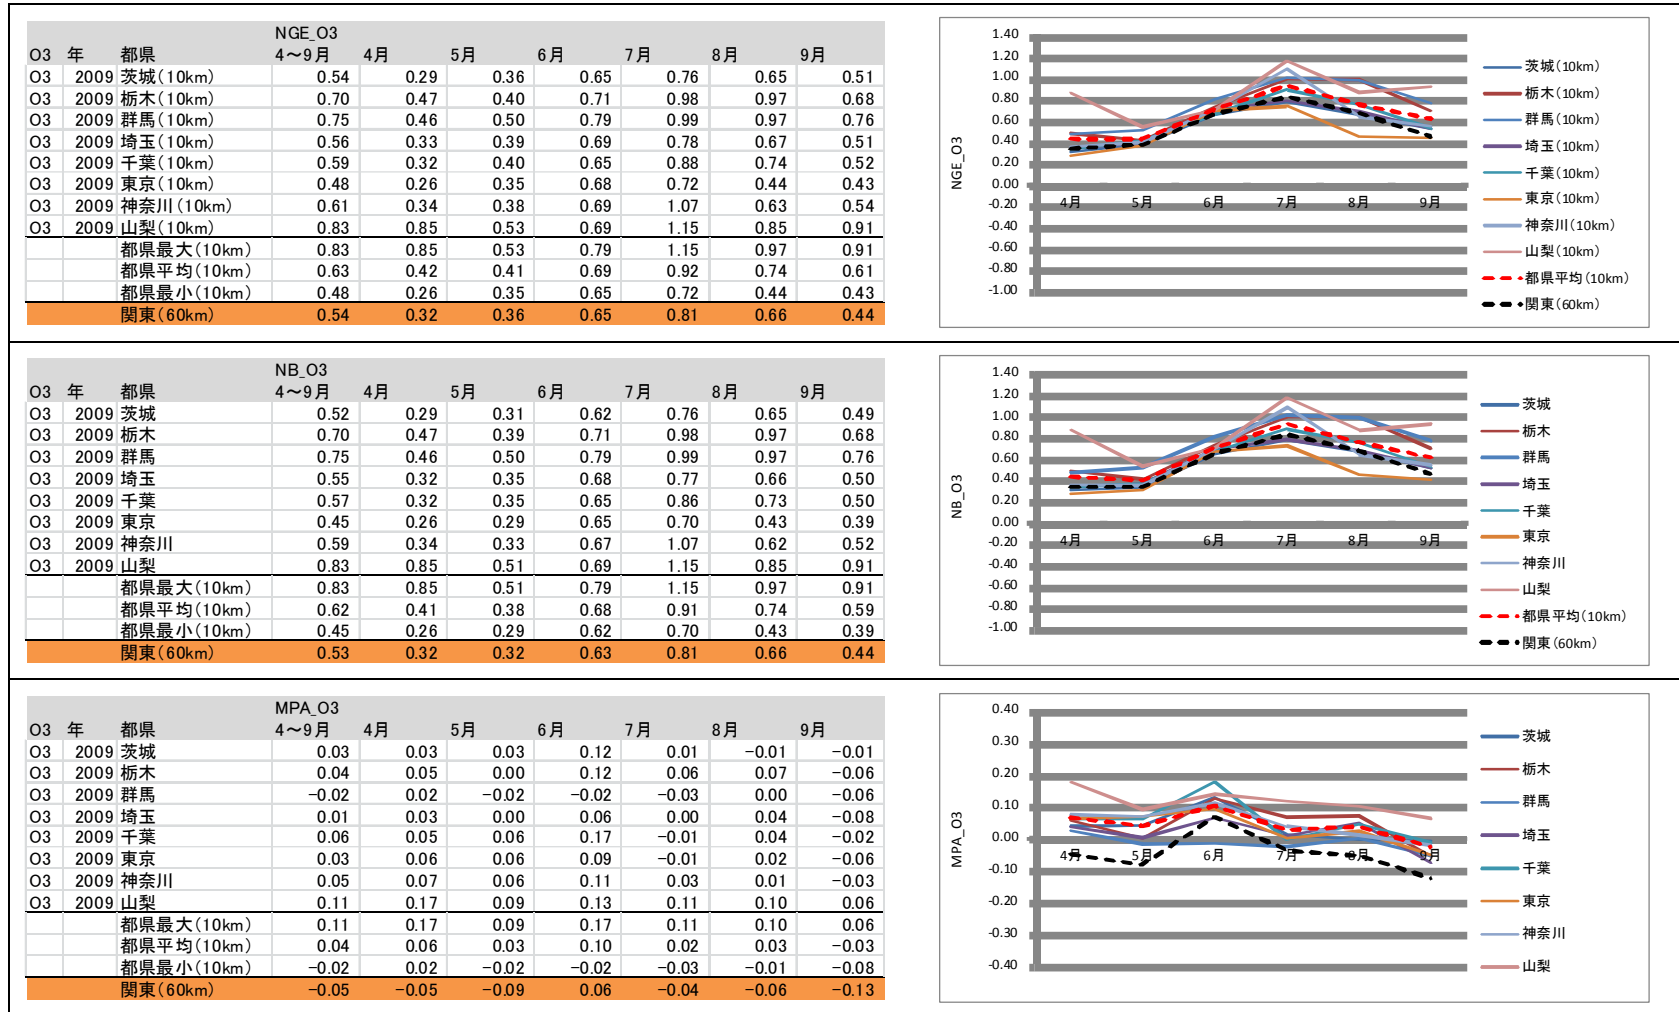 NGE_O3
O3 年 都県 4～9月 4月 5月 6月 7月 8月 9月
O3 2009 茨城(10km) 0.54 0.29 0.36 0.65 0.76 0.65 0.51
O3 2009 栃木(10km) 0.70 0.47 0.40 0.71 0.98 0.97 0.68
O3 2009 群馬(10km) 0.75 0.46 0.50 0.79 0.99 0.97 0.76
O3 2009 埼玉(10km) 0.56 0.33 0.39 0.69 0.78 0.67 0.51
O3 2009 千葉(10km) 0.59 0.32 0.40 0.65 0.88 0.74 0.52
O3 2009 東京(10km) 0.48 0.26 0.35 0.68 0.72 0.44 0.43
O3 2009 神奈川(10km) 0.61 0.34 0.38 0.69 1.07 0.63 0.54
O3 2009 山梨(10km) 0.83 0.85 0.53 0.69 1.15 0.85 0.91
都県最大(10km) 0.83 0.85 0.53 0.79 1.15 0.97 0.91
都県平均(10km) 0.63 0.42 0.41 0.69 0.92 0.74 0.61
都県最小(10km) 0.48 0.26 0.35 0.65 0.72 0.44 0.43
関東(60km) 0.54 0.32 0.36 0.65 0.81 0.66 0.44
NGE_O3
1.40
1.20
1.00
0.80
0.60
0.40
0.20
0.00
-0.20
-0.40
-0.60
-0.80
-1.00
4月 5月 6月 7月 8月 9月
茨城(10km)
栃木(10km)
群馬(10km)
埼玉(10km)
千葉(10km)
東京(10km)
神奈川(10km)
山梨(10km)
都県平均(10km)
関東(60km)
NB_O3
O3 年 都県 4～9月 4月 5月 6月 7月 8月 9月
O3 2009 茨城 0.52 0.29 0.31 0.62 0.76 0.65 0.49
O3 2009 栃木 0.70 0.47 0.39 0.71 0.98 0.97 0.68
O3 2009 群馬 0.75 0.46 0.50 0.79 0.99 0.97 0.76
O3 2009 埼玉 0.55 0.32 0.35 0.68 0.77 0.66 0.50
O3 2009 千葉 0.57 0.32 0.35 0.65 0.86 0.73 0.50
O3 2009 東京 0.45 0.26 0.29 0.65 0.70 0.43 0.39
O3 2009 神奈川 0.59 0.34 0.33 0.67 1.07 0.62 0.52
O3 2009 山梨 0.83 0.85 0.51 0.69 1.15 0.85 0.91
都県最大(10km) 0.83 0.85 0.51 0.79 1.15 0.97 0.91
都県平均(10km) 0.62 0.41 0.38 0.68 0.91 0.74 0.59
都県最小(10km) 0.45 0.26 0.29 0.62 0.70 0.43 0.39
関東(60km) 0.53 0.32 0.32 0.63 0.81 0.66 0.44
NB_O3
1.40
1.20
1.00
0.80
0.60
0.40
0.20
0.00
-0.20
-0.40
-0.60
-0.80
-1.00
4月 5月 6月 7月 8月 9月
茨城
栃木
群馬
埼玉
千葉
東京
神奈川
山梨
都県平均(10km)
関東(60km)
MPA_O3
O3 年 都県 4～9月 4月 5月 6月 7月 8月 9月
O3 2009 茨城 0.03 0.03 0.03 0.12 0.01 −0.01 −0.01
O3 2009 栃木 0.04 0.05 0.00 0.12 0.06 0.07 −0.06
O3 2009 群馬 −0.02 0.02 −0.02 −0.02 −0.03 0.00 −0.06
O3 2009 埼玉 0.01 0.03 0.00 0.06 0.00 0.04 −0.08
O3 2009 千葉 0.06 0.05 0.06 0.17 −0.01 0.04 −0.02
O3 2009 東京 0.03 0.06 0.06 0.09 −0.01 0.02 −0.06
O3 2009 神奈川 0.05 0.07 0.06 0.11 0.03 0.01 −0.03
O3 2009 山梨 0.11 0.17 0.09 0.13 0.11 0.10 0.06
都県最大(10km) 0.11 0.17 0.09 0.17 0.11 0.10 0.06
都県平均(10km) 0.04 0.06 0.03 0.10 0.02 0.03 −0.03
都県最小(10km) −0.02 0.02 −0.02 −0.02 −0.03 −0.01 −0.08
関東(60km) −0.05 −0.05 −0.09 0.06 −0.04 −0.06 −0.13
MPA_O3
0.40
0.30
0.20
0.10
0.00
-0.10
-0.20
-0.30
-0.40
4月 5月 6月 7月 8月 9月
茨城
栃木
群馬
埼玉
千葉
東京
神奈川
山梨